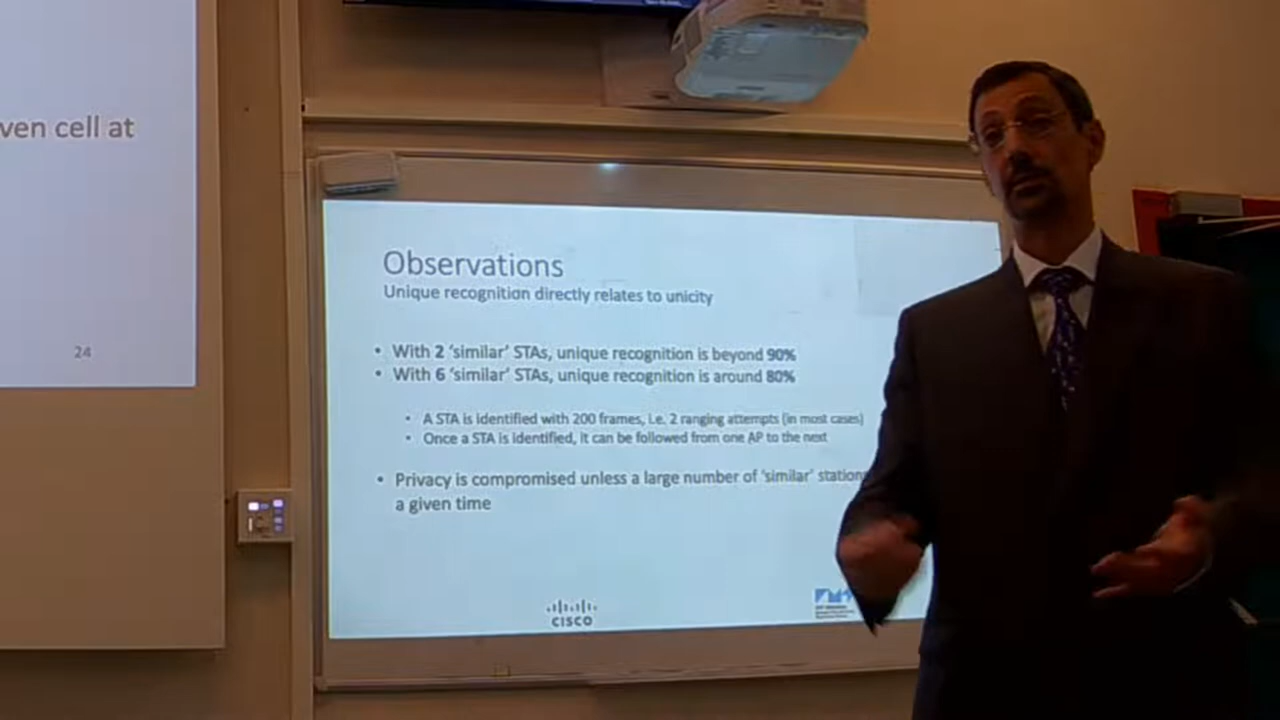 ven cell at
24
Observations
Unique recognition directly relates to unicity
• With 2 'similar' STAs, unique recognition is beyond 90%
• With 6 'similar' STAs, unique recognition is around 80%
• A STA is identified with 200 frames, i.e. 2 ranging attempts (in most cases)
• Once a STA is identified, it can be followed from one AP to the next
• Privacy is compromised unless a large number of 'similar' station
a given time
CISCO